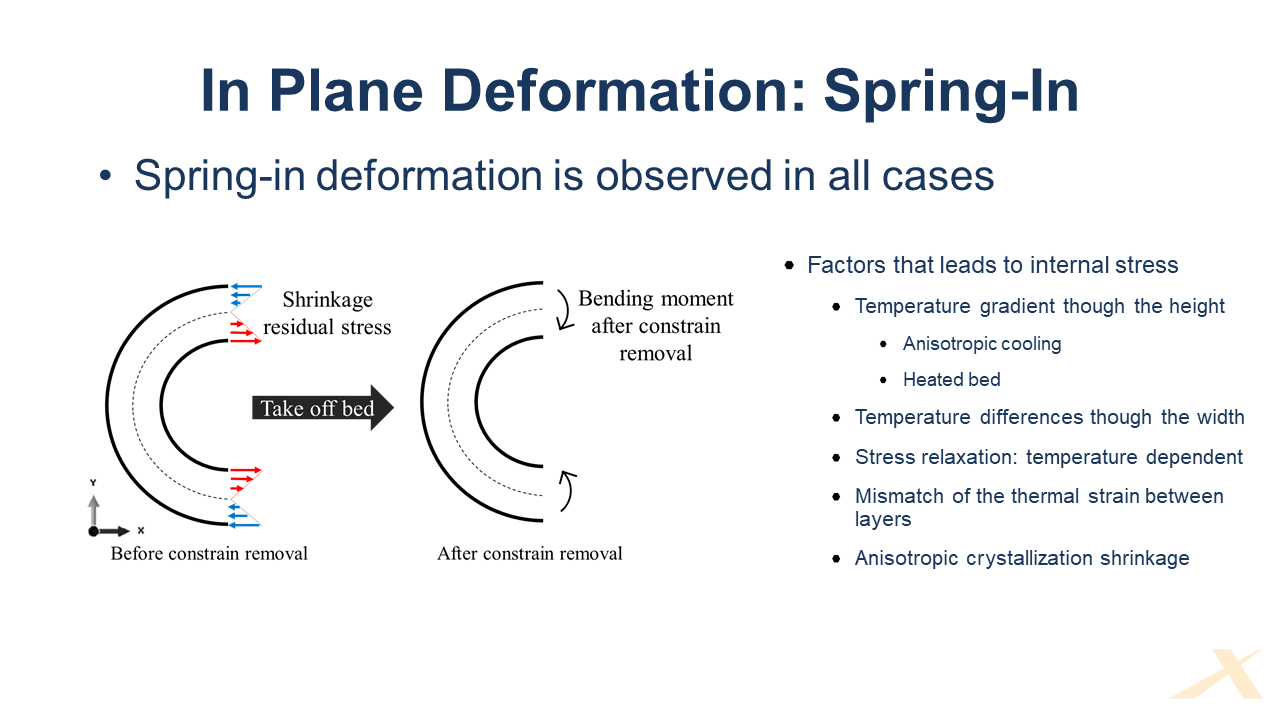 In Plane Deformation: Spring-In
• Spring-in deformation is observed in all cases
Shrinkage
residual stress
Take off bed
Y
X
Before constrain removal
Bending moment
after constrain
removal
After constrain removal
Factors that leads to internal stress
Temperature gradient though the height
Anisotropic cooling
Heated bed
Temperature differences though the width
Stress relaxation: temperature dependent
Mismatch of the thermal strain between
layers
Anisotropic crystallization shrinkage